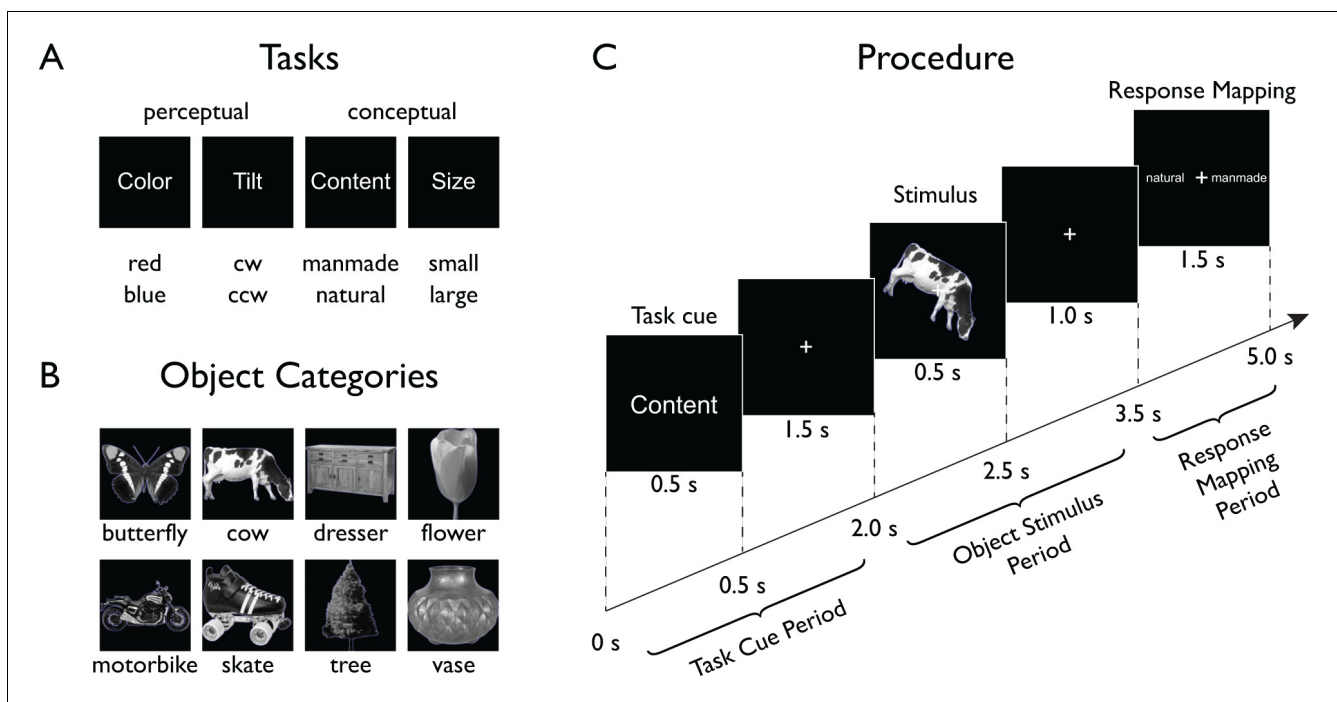 A
Tasks
perceptual
conceptual
Color
Tilt
Content
Size
red
cw
manmade
small
blue
ccw
natural
large
B
Object Categories
butterfly
cow
dresser
flower
motorbike
skate
tree
vase
C
Procedure
Task cue
Content
0.5 s
+
1.5 s
Stimulus
0.5 s
+
1.0 s
Response Mapping
natural + manmade
1.5 s
0 s
0.5 s
2.0 s
2.5 s
3.5 s
5.0 s
Task Cue Period
Object Stimulus
Period
Response
Mapping
Period